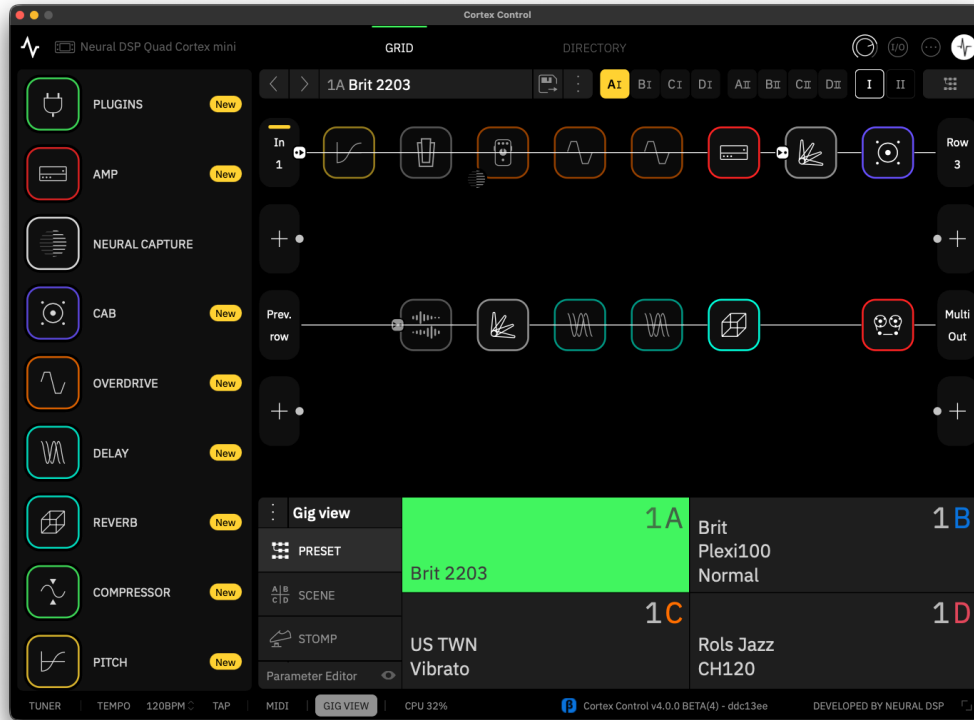 Cortex Control
Neural DSP Quad Cortex mini
GRID
DIRECTORY
I/O
PLUGINS
New
AMP
New
NEURAL CAPTURE
CAB
New
OVERDRIVE
New
DELAY
New
REVERB
New
COMPRESSOR
New
PITCH
New
1A Brit 2203
AI
BI
CI
DI
AII
BII
CII
DII
I
II
In
1
Row
3
Prev.
row
Multi
Out
Gig view
PRESET
A B
C D
SCENE
STOMP
Parameter Editor
1A
Brit 2203
1B
Brit
Plexi100
Normal
1C
US TWN
Vibrato
1D
Rols Jazz
CH120
TUNER
TEMPO
120BPM
TAP
MIDI
GIG VIEW
CPU 32%
β
Cortex Control v4.0.0 BETA(4) - ddc13ee
DEVELOPED BY NEURAL DSP